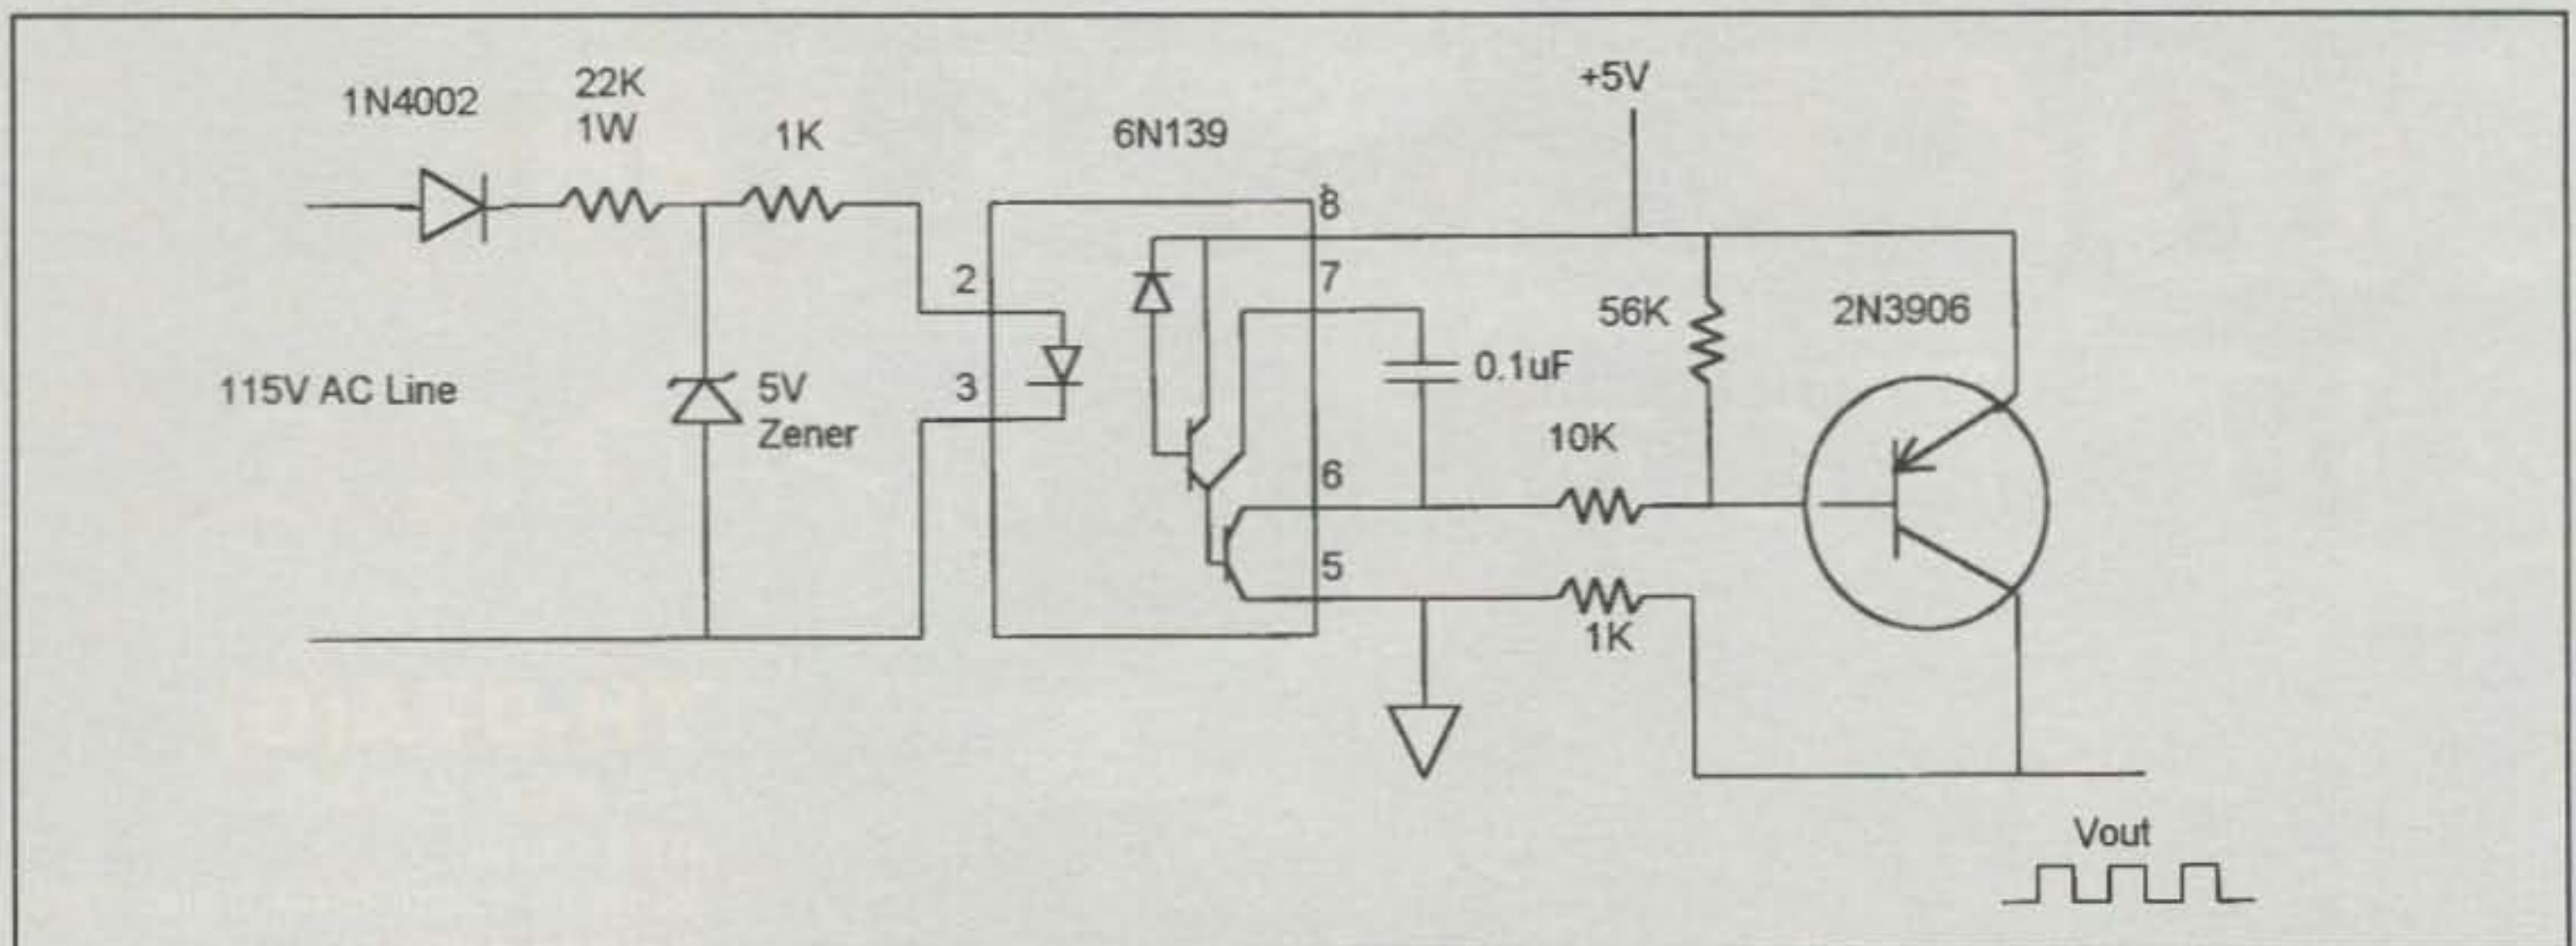 1N4002
22K
1W
1K
6N139
+5V
8
7
2
56K
2N3906
0.1uF
115V AC Line
5V
Zener
3
10K
6
5
1K
Vout